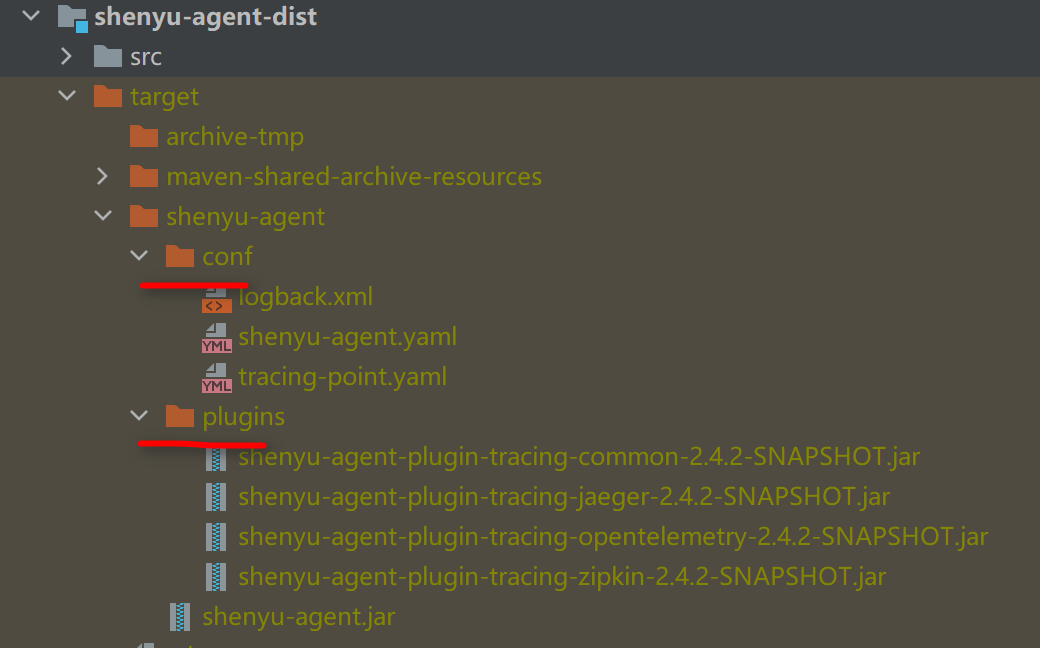 shenyu-agent-dist
src
target
archive-tmp
maven-shared-archive-resources
shenyu-agent
conf
logback.xml
YML shenyu-agent.yaml
YML tracing-point.yaml
plugins
shenyu-agent-plugin-tracing-common-2.4.2-SNAPSHOT.jar
shenyu-agent-plugin-tracing-jaeger-2.4.2-SNAPSHOT.jar
shenyu-agent-plugin-tracing-opentelemetry-2.4.2-SNAPSHOT.jar
shenyu-agent-plugin-tracing-zipkin-2.4.2-SNAPSHOT.jar
shenyu-agent.jar